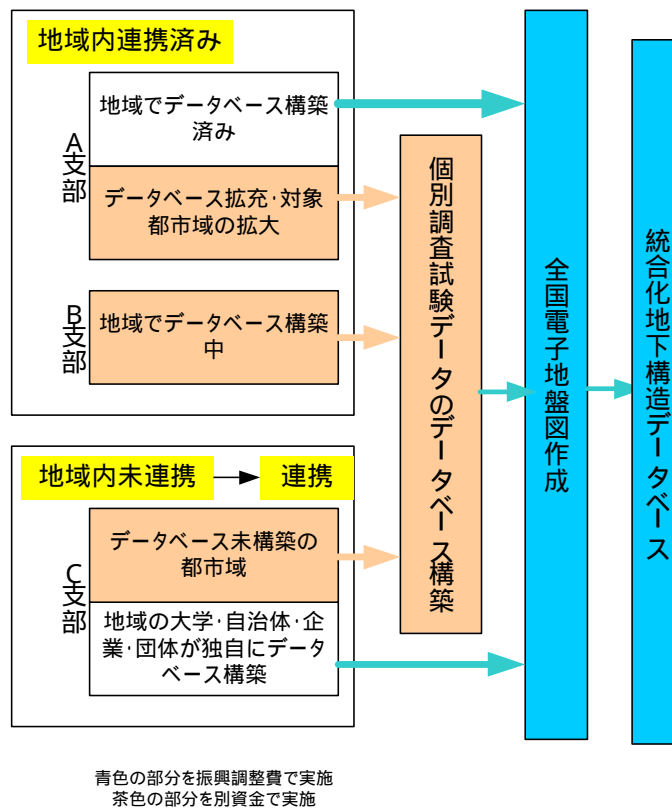 地域内連携済み
A支部
地域でデータベース構築
済み
データベース拡充・対象
都市域の拡大
B支部
地域でデータベース構築
中
地域内未連携
連携
C支部
データベース未構築の
都市域
地域の大学・自治体・企
業・団体が独自にデータ
ベース構築
個別調査試験データのデータベース構築
全国電子地盤図作成
統合化地下構造データベース
青色の部分を振興調整費で実施
茶色の部分を別資金で実施